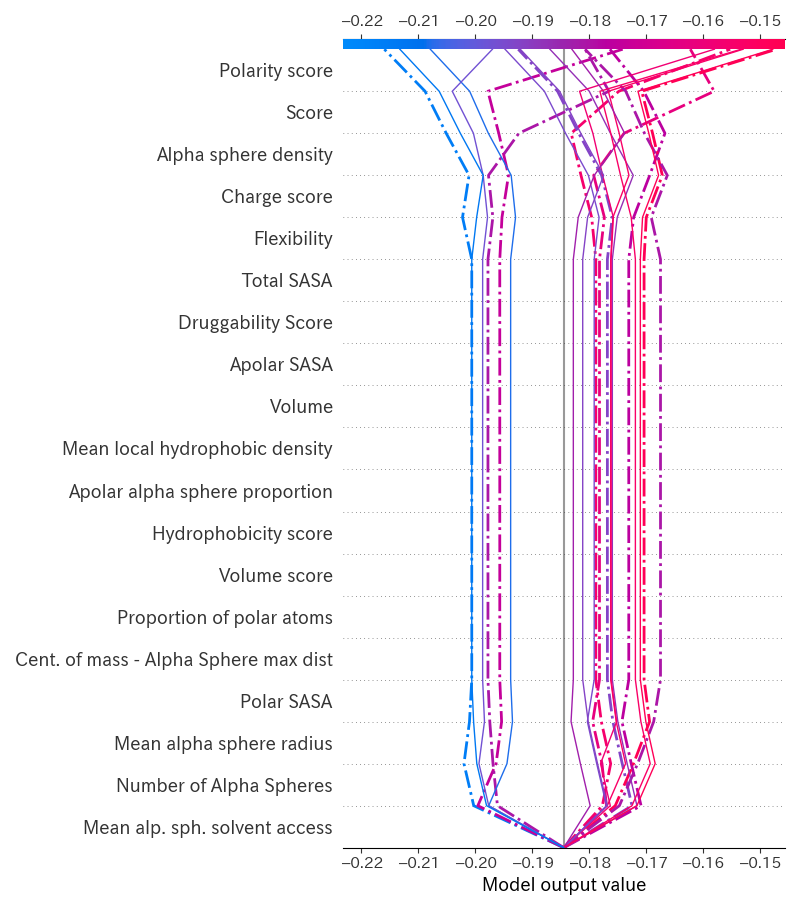 −0.22 −0.21 −0.20 −0.19 −0.18 −0.17 −0.16 −0.15
Polarity score
Score
Alpha sphere density
Charge score
Flexibility
Total SASA
Druggability Score
Apolar SASA
Volume
Mean local hydrophobic density
Apolar alpha sphere proportion
Hydrophobicity score
Volume score
Proportion of polar atoms
Cent. of mass - Alpha Sphere max dist
Polar SASA
Mean alpha sphere radius
Number of Alpha Spheres
Mean alp. sph. solvent access
−0.22 −0.21 −0.20 −0.19 −0.18 −0.17 −0.16 −0.15
Model output value